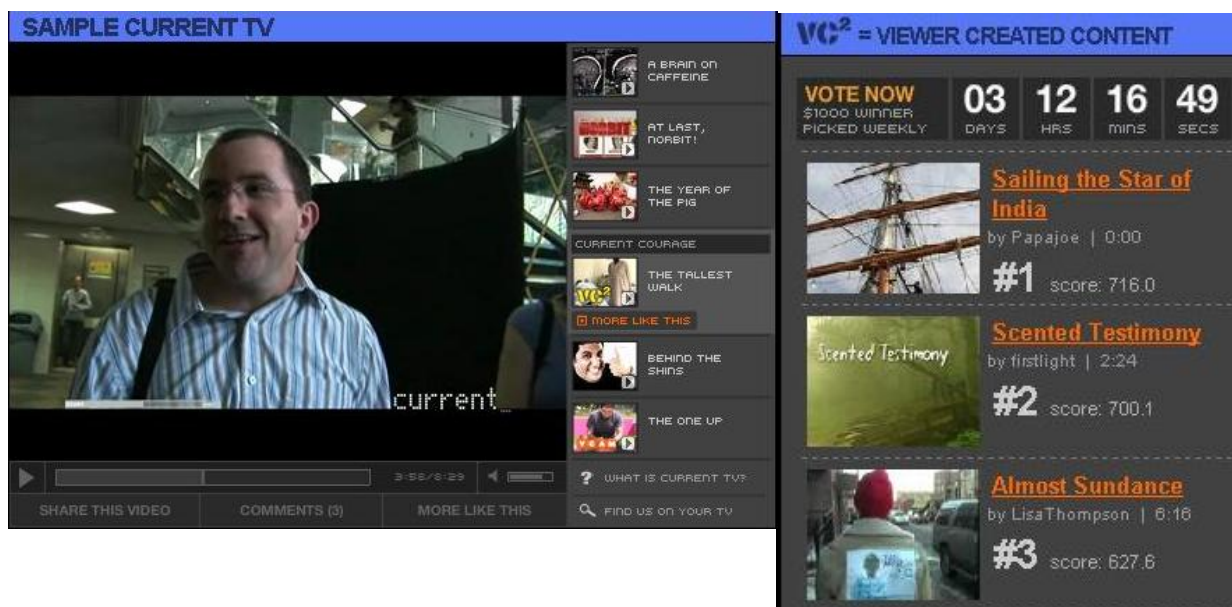 SAMPLE CURRENT TV
current_
A BRAIN ON
CAFFEINE
NORBIT
AT LAST,
NORBIT!
THE YEAR OF
THE PIG
CURRENT COURAGE
VC²
THE TALLEST
WALK
MORE LIKE THIS
BEHIND THE
SHINS
THE ONE UP
? WHAT IS CURRENT TV?
FIND US ON YOUR TV
3:58/8:29
SHARE THIS VIDEO COMMENTS (3) MORE LIKE THIS
VC² = VIEWER CREATED CONTENT
VOTE NOW
$1000 WINNER
PICKED WEEKLY
03 12 16 49
DAYS HRS MINS SECS
Sailing the Star of
India
by Papajoe | 0:00
#1 score: 716.0
Scented Testimony
Scented Testimony
by firstlight | 2:24
#2 score: 700.1
Almost Sundance
by LisaThompson | 6:16
#3 score: 627.6